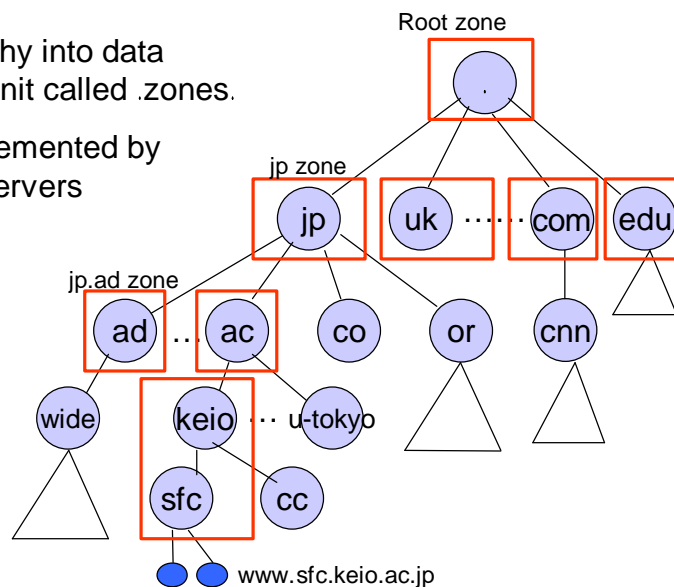 Root zone
hy into data
nit called .zones.
.
emented by
ervers
jp zone
jp uk ...... com edu
jp.ad zone
ad ... ac co or cnn
wide keio ... u-tokyo
sfc cc
www.sfc.keio.ac.jp